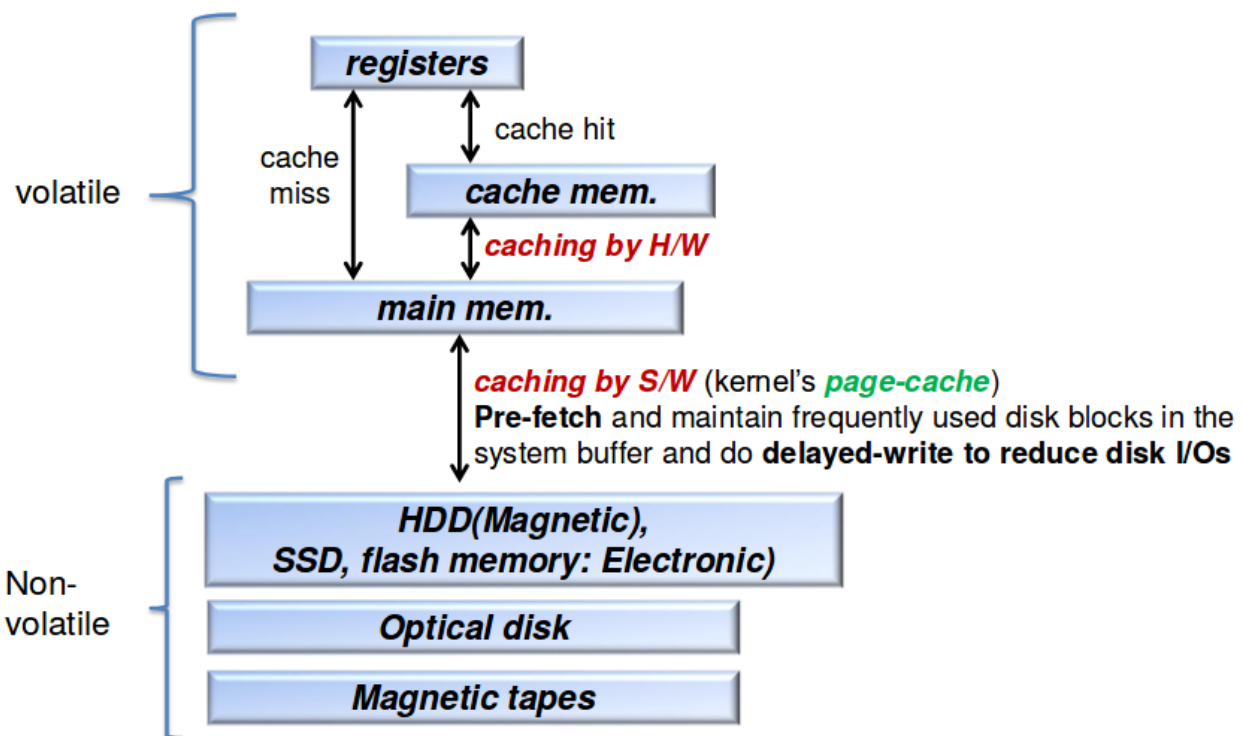 registers
cache hit
cache
miss
volatile
cache mem.
caching by H/W
main mem.
caching by S/W (kernel's page-cache)
Pre-fetch and maintain frequently used disk blocks in the
system buffer and do delayed-write to reduce disk I/Os
HDD(Magnetic),
SSD, flash memory: Electronic)
Non-
volatile
Optical disk
Magnetic tapes